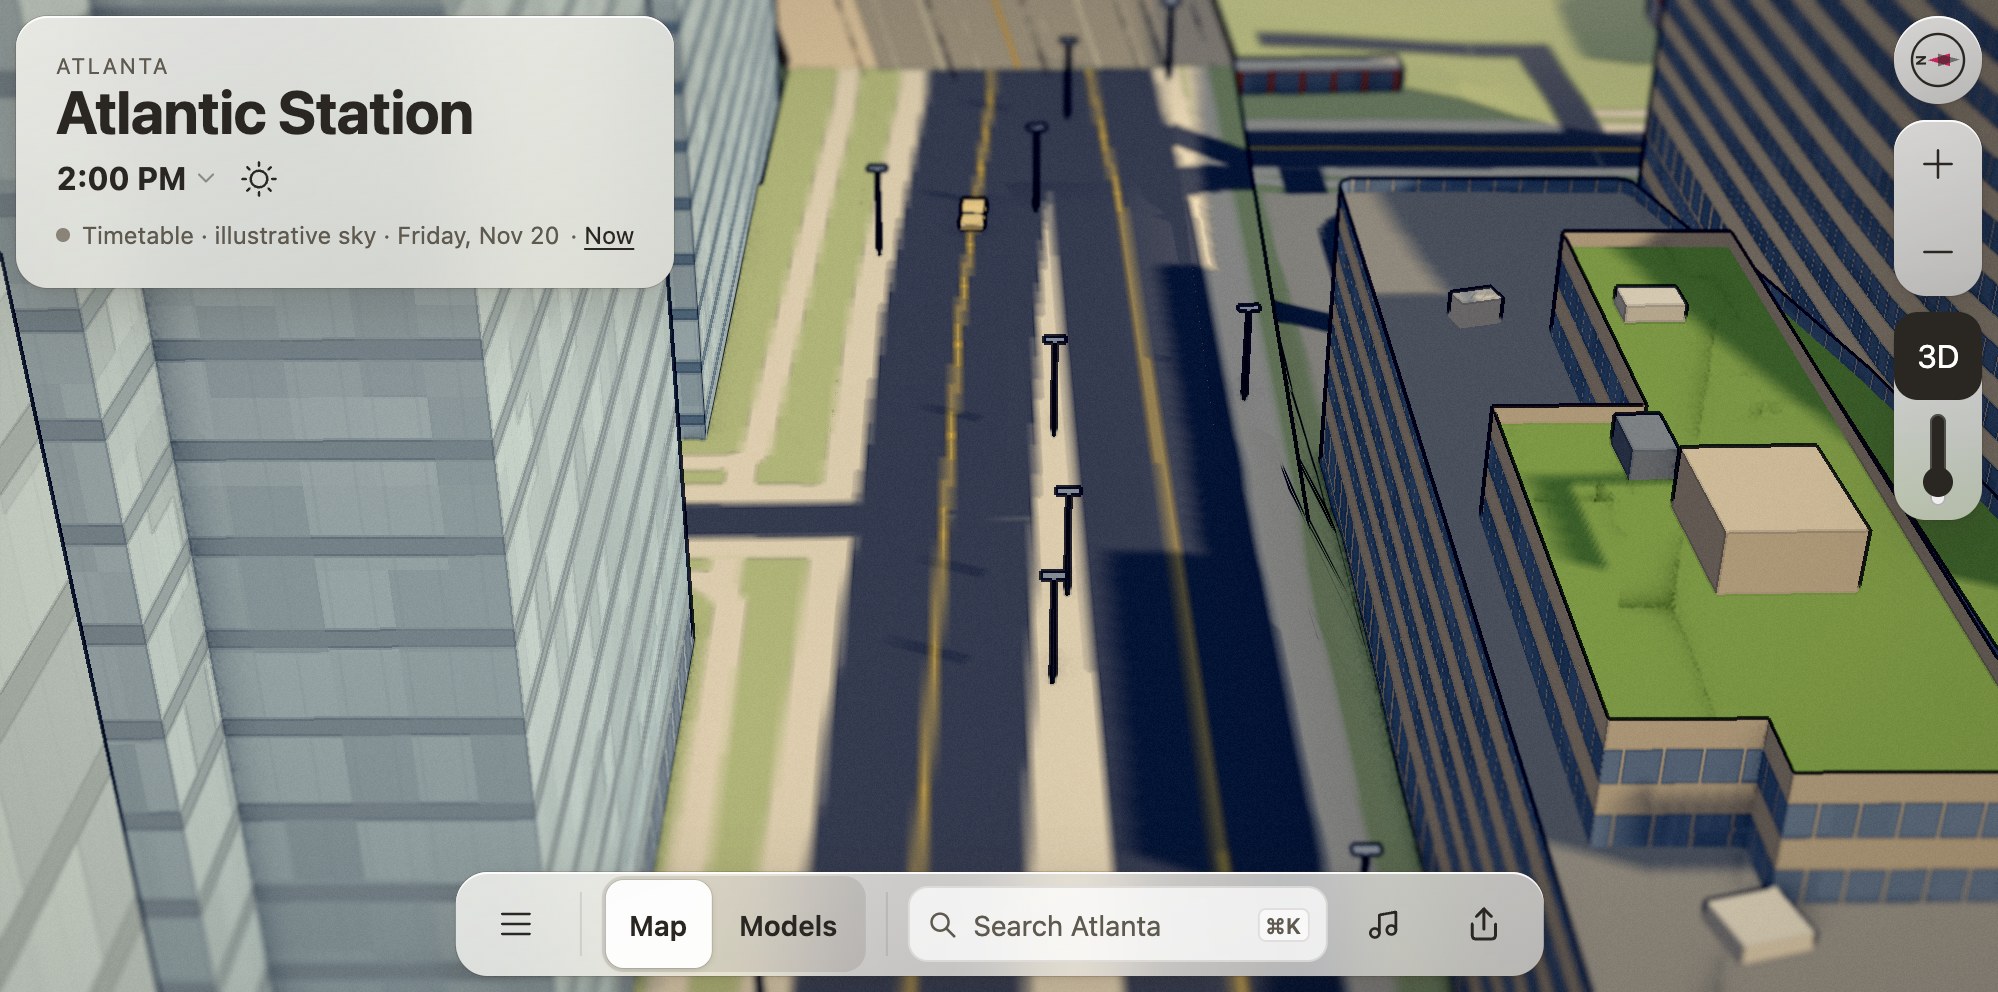 ATLANTA
Atlantic Station
2:00 PM
Timetable · illustrative sky · Friday, Nov 20 · Now
N
3D
Map
Models
Search Atlanta
⌘K